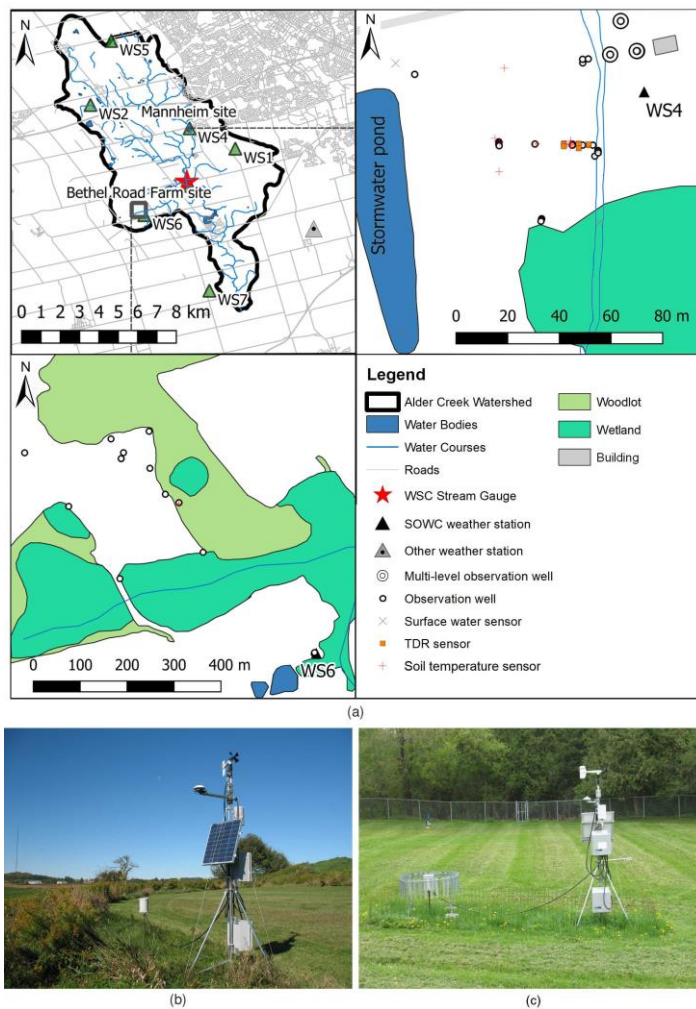 N
WS5
WS2
Mannheim site
WS4
WS1
Bethel Road Farm site
WS6
WS7
0 1 2 3 4 5 6 7 8 km
N
WS4
Stormwater pond
0 20 40 60 80 m
N
WS6
0 100 200 300 400 m
Legend
Alder Creek Watershed
Water Bodies
Water Courses
Roads
WSC Stream Gauge
SOWC weather station
Other weather station
Multi-level observation well
Observation well
Surface water sensor
TDR sensor
Soil temperature sensor
Woodlot
Wetland
Building
(a)
(b)
(c)